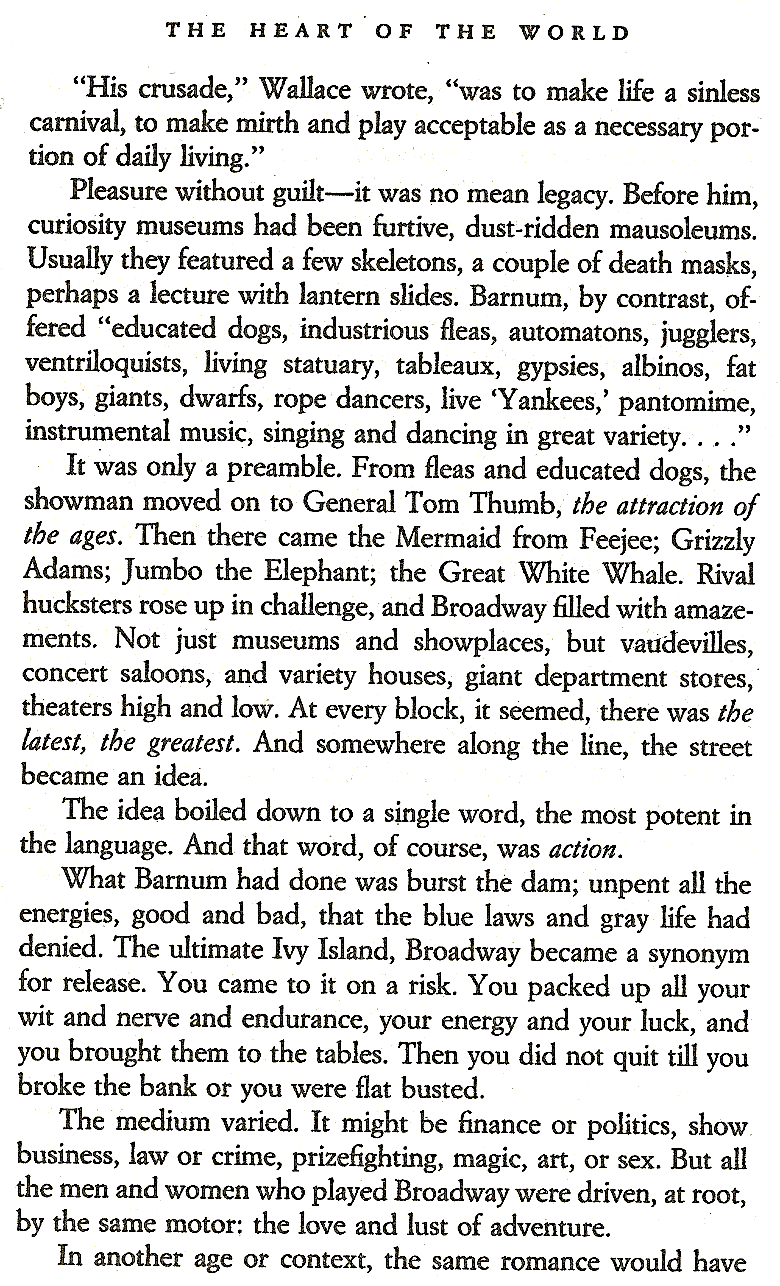 THE HEART OF THE WORLD
“His crusade,” Wallace wrote, “was to make life a sinless
carnival, to make mirth and play acceptable as a necessary por-
tion of daily living.”
Pleasure without guilt—it was no mean legacy. Before him,
curiosity museums had been furtive, dust-ridden mausoleums.
Usually they featured a few skeletons, a couple of death masks,
perhaps a lecture with lantern slides. Barnum, by contrast, of-
fered “educated dogs, industrious fleas, automatons, jugglers,
ventriloquists, living statuary, tableaux, gypsies, albinos, fat
boys, giants, dwarfs, rope dancers, live ‘Yankees,’ pantomime,
instrumental music, singing and dancing in great variety. . . .”
It was only a preamble. From fleas and educated dogs, the
showman moved on to General Tom Thumb, the attraction of
the ages. Then there came the Mermaid from Feejee; Grizzly
Adams; Jumbo the Elephant; the Great White Whale. Rival
hucksters rose up in challenge, and Broadway filled with amaze-
ments. Not just museums and showplaces, but vaudevilles,
concert saloons, and variety houses, giant department stores,
theaters high and low. At every block, it seemed, there was the
latest, the greatest. And somewhere along the line, the street
became an idea.
The idea boiled down to a single word, the most potent in
the language. And that word, of course, was action.
What Barnum had done was burst the dam; unpent all the
energies, good and bad, that the blue laws and gray life had
denied. The ultimate Ivy Island, Broadway became a synonym
for release. You came to it on a risk. You packed up all your
wit and nerve and endurance, your energy and your luck, and
you brought them to the tables. Then you did not quit till you
broke the bank or you were flat busted.
The medium varied. It might be finance or politics, show
business, law or crime, prizefighting, magic, art, or sex. But all
the men and women who played Broadway were driven, at root,
by the same motor: the love and lust of adventure.
In another age or context, the same romance would have